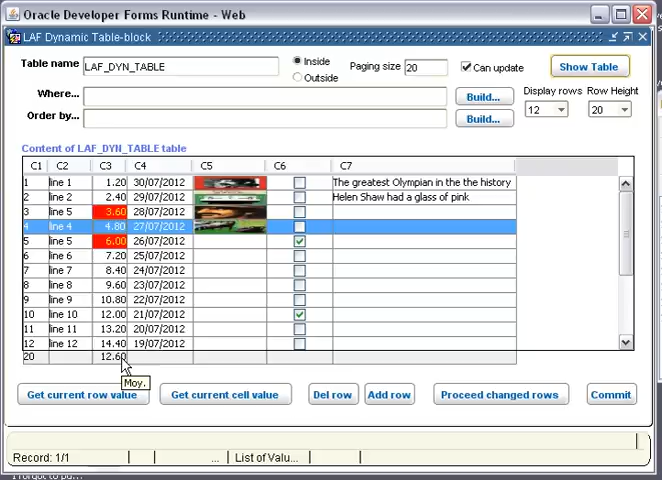 Oracle Developer Forms Runtime - Web
LAF Dynamic Table-block
Table name LAF_DYN_TABLE Inside Outside Paging size 20 Can update Show Table
Where... Build... Display rows Row Height
Order by... Build... 12 20
Content of LAF_DYN_TABLE table
C1 C2 C3 C4 C5 C6 C7
1 line 1 1.20 30/07/2012 The greatest Olympian in the the history
2 line 2 2.40 29/07/2012 Helen Shaw had a glass of pink
3 line 5 3.60 28/07/2012
4 line 4 4.80 27/07/2012
5 line 5 6.00 26/07/2012
6 line 6 7.20 25/07/2012
7 line 7 8.40 24/07/2012
8 line 8 9.60 23/07/2012
9 line 9 10.80 22/07/2012
10 line 10 12.00 21/07/2012
11 line 11 13.20 20/07/2012
12 line 12 14.40 19/07/2012
20 12.60
Moy.
Get current row value Get current cell value Del row Add row Proceed changed rows Commit
Record: 1/1 ... List of Valu...